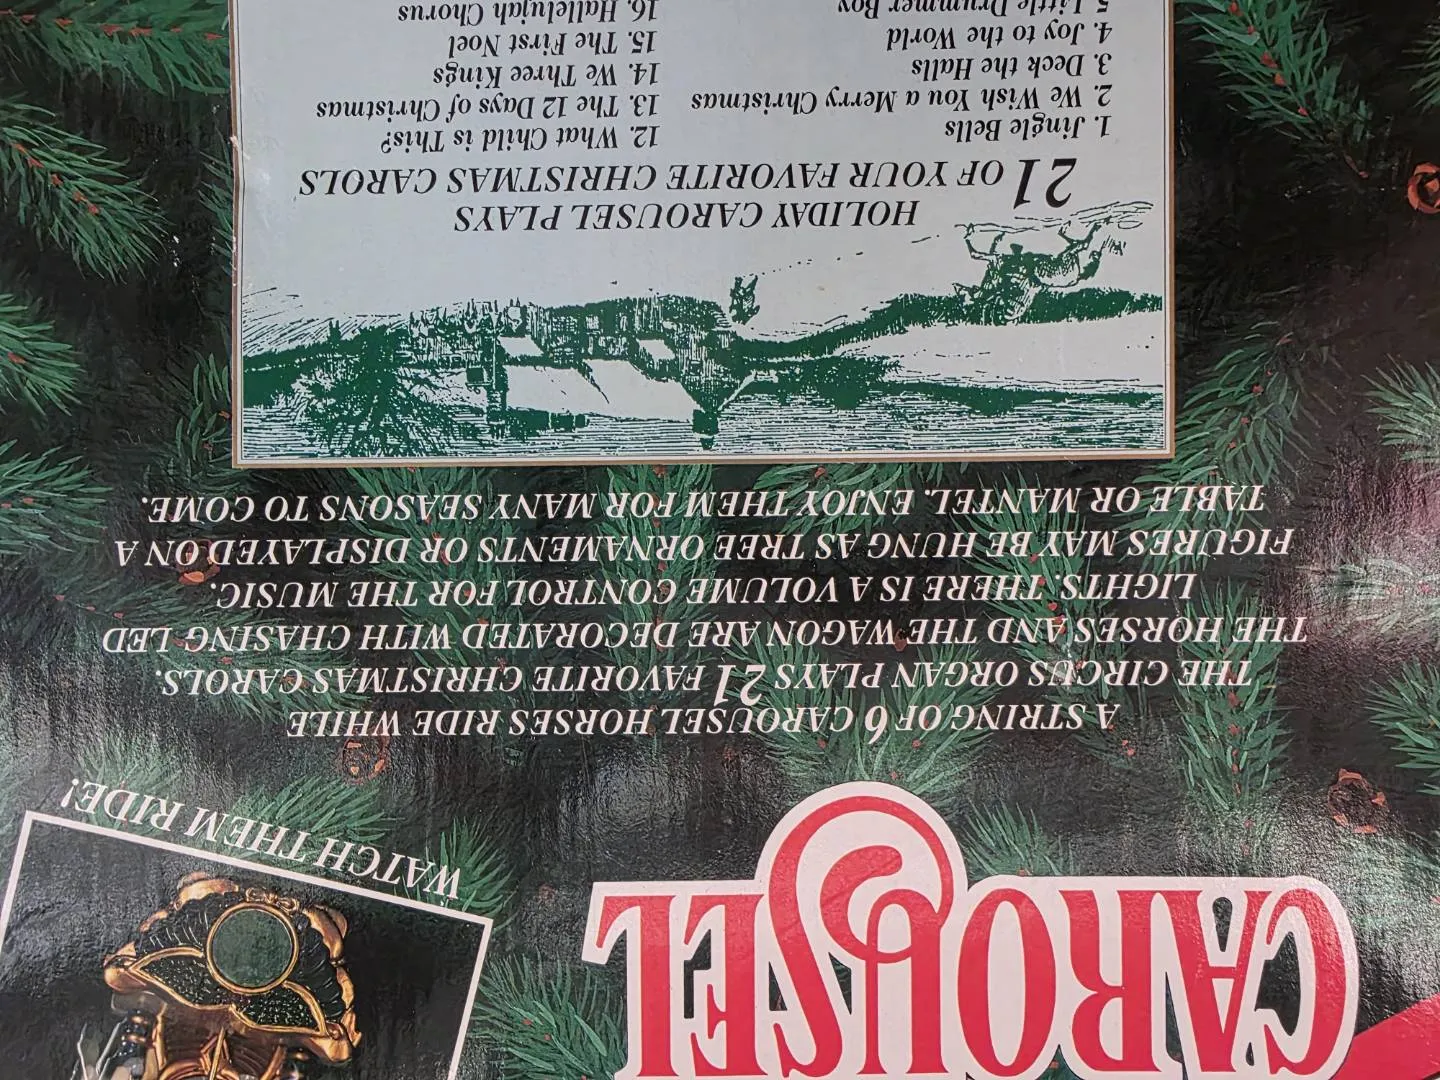 CAROUSEL
WATCH THEM RIDE!
A STRING OF 6 CAROUSEL HORSES RIDE WHILE
THE CIRCUS ORGAN PLAYS 21 FAVORITE CHRISTMAS CAROLS.
THE HORSES AND THE WAGON ARE DECORATED WITH CHASING LED
LIGHTS. THERE IS A VOLUME CONTROL FOR THE MUSIC.
FIGURES MAY BE HUNG AS TREE ORNAMENTS OR DISPLAYED ON A
TABLE OR MANTEL. ENJOY THEM FOR MANY SEASONS TO COME.
HOLIDAY CAROUSEL PLAYS
21 OF YOUR FAVORITE CHRISTMAS CAROLS
1. Jingle Bells
2. We Wish You a Merry Christmas
3. Deck the Halls
4. Joy to the World
5. Little Drummer Boy
12. What Child is This?
13. The 12 Days of Christmas
14. We Three Kings
15. The First Noel
16. Hallelujah Chorus